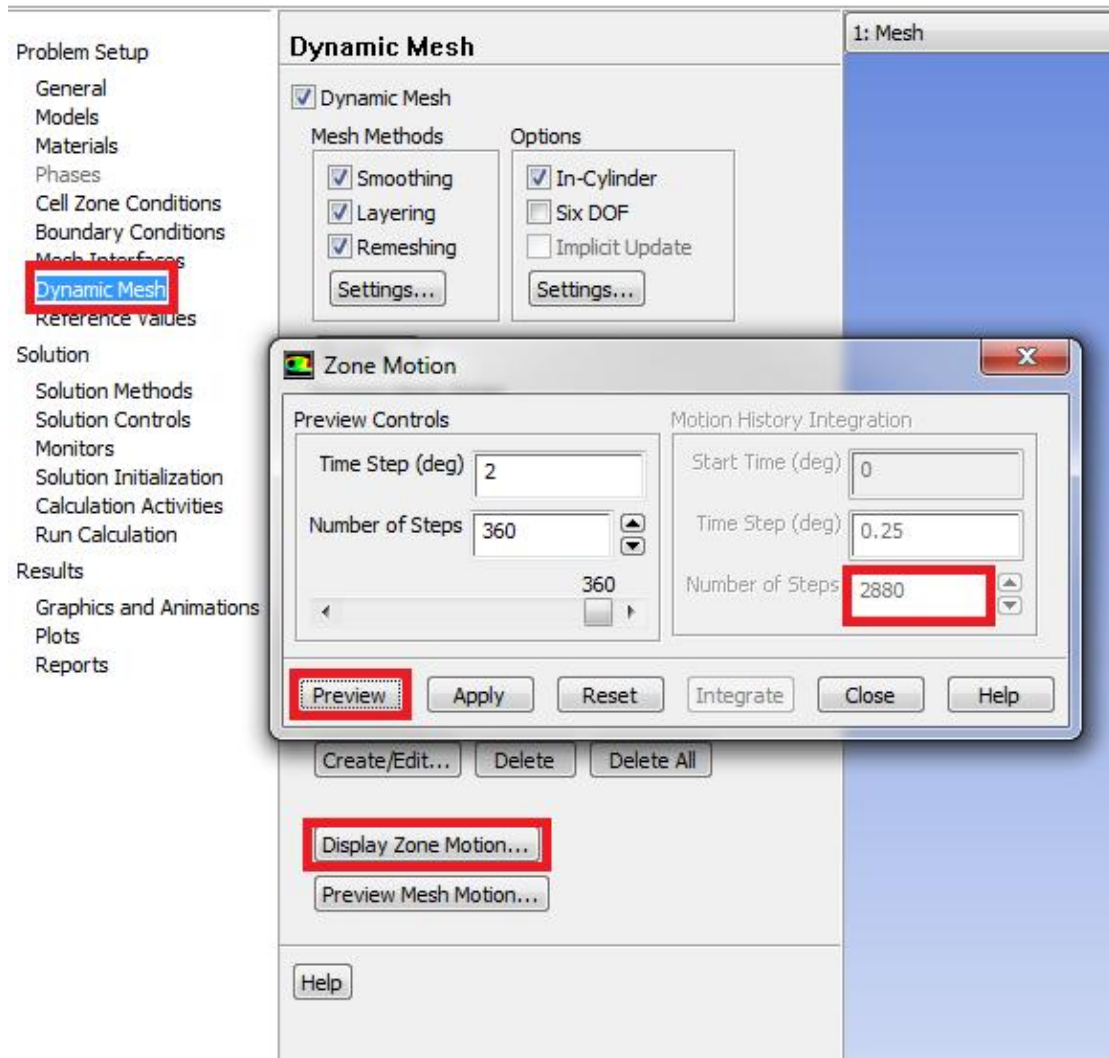 Problem Setup
General
Models
Materials
Phases
Cell Zone Conditions
Boundary Conditions
Mesh Interfaces
Dynamic Mesh
Reference Values
Solution
Solution Methods
Solution Controls
Monitors
Solution Initialization
Calculation Activities
Run Calculation
Results
Graphics and Animations
Plots
Reports
Dynamic Mesh
Dynamic Mesh
Mesh Methods
Smoothing
Layering
Remeshing
Settings...
Options
In-Cylinder
Six DOF
Implicit Update
Settings...
1: Mesh
Zone Motion
Preview Controls
Time Step (deg) 2
Number of Steps 360
360
Motion History Integration
Start Time (deg) 0
Time Step (deg) 0.25
Number of Steps 2880
Preview Apply Reset Integrate Close Help
Create/Edit... Delete Delete All
Display Zone Motion...
Preview Mesh Motion...
Help